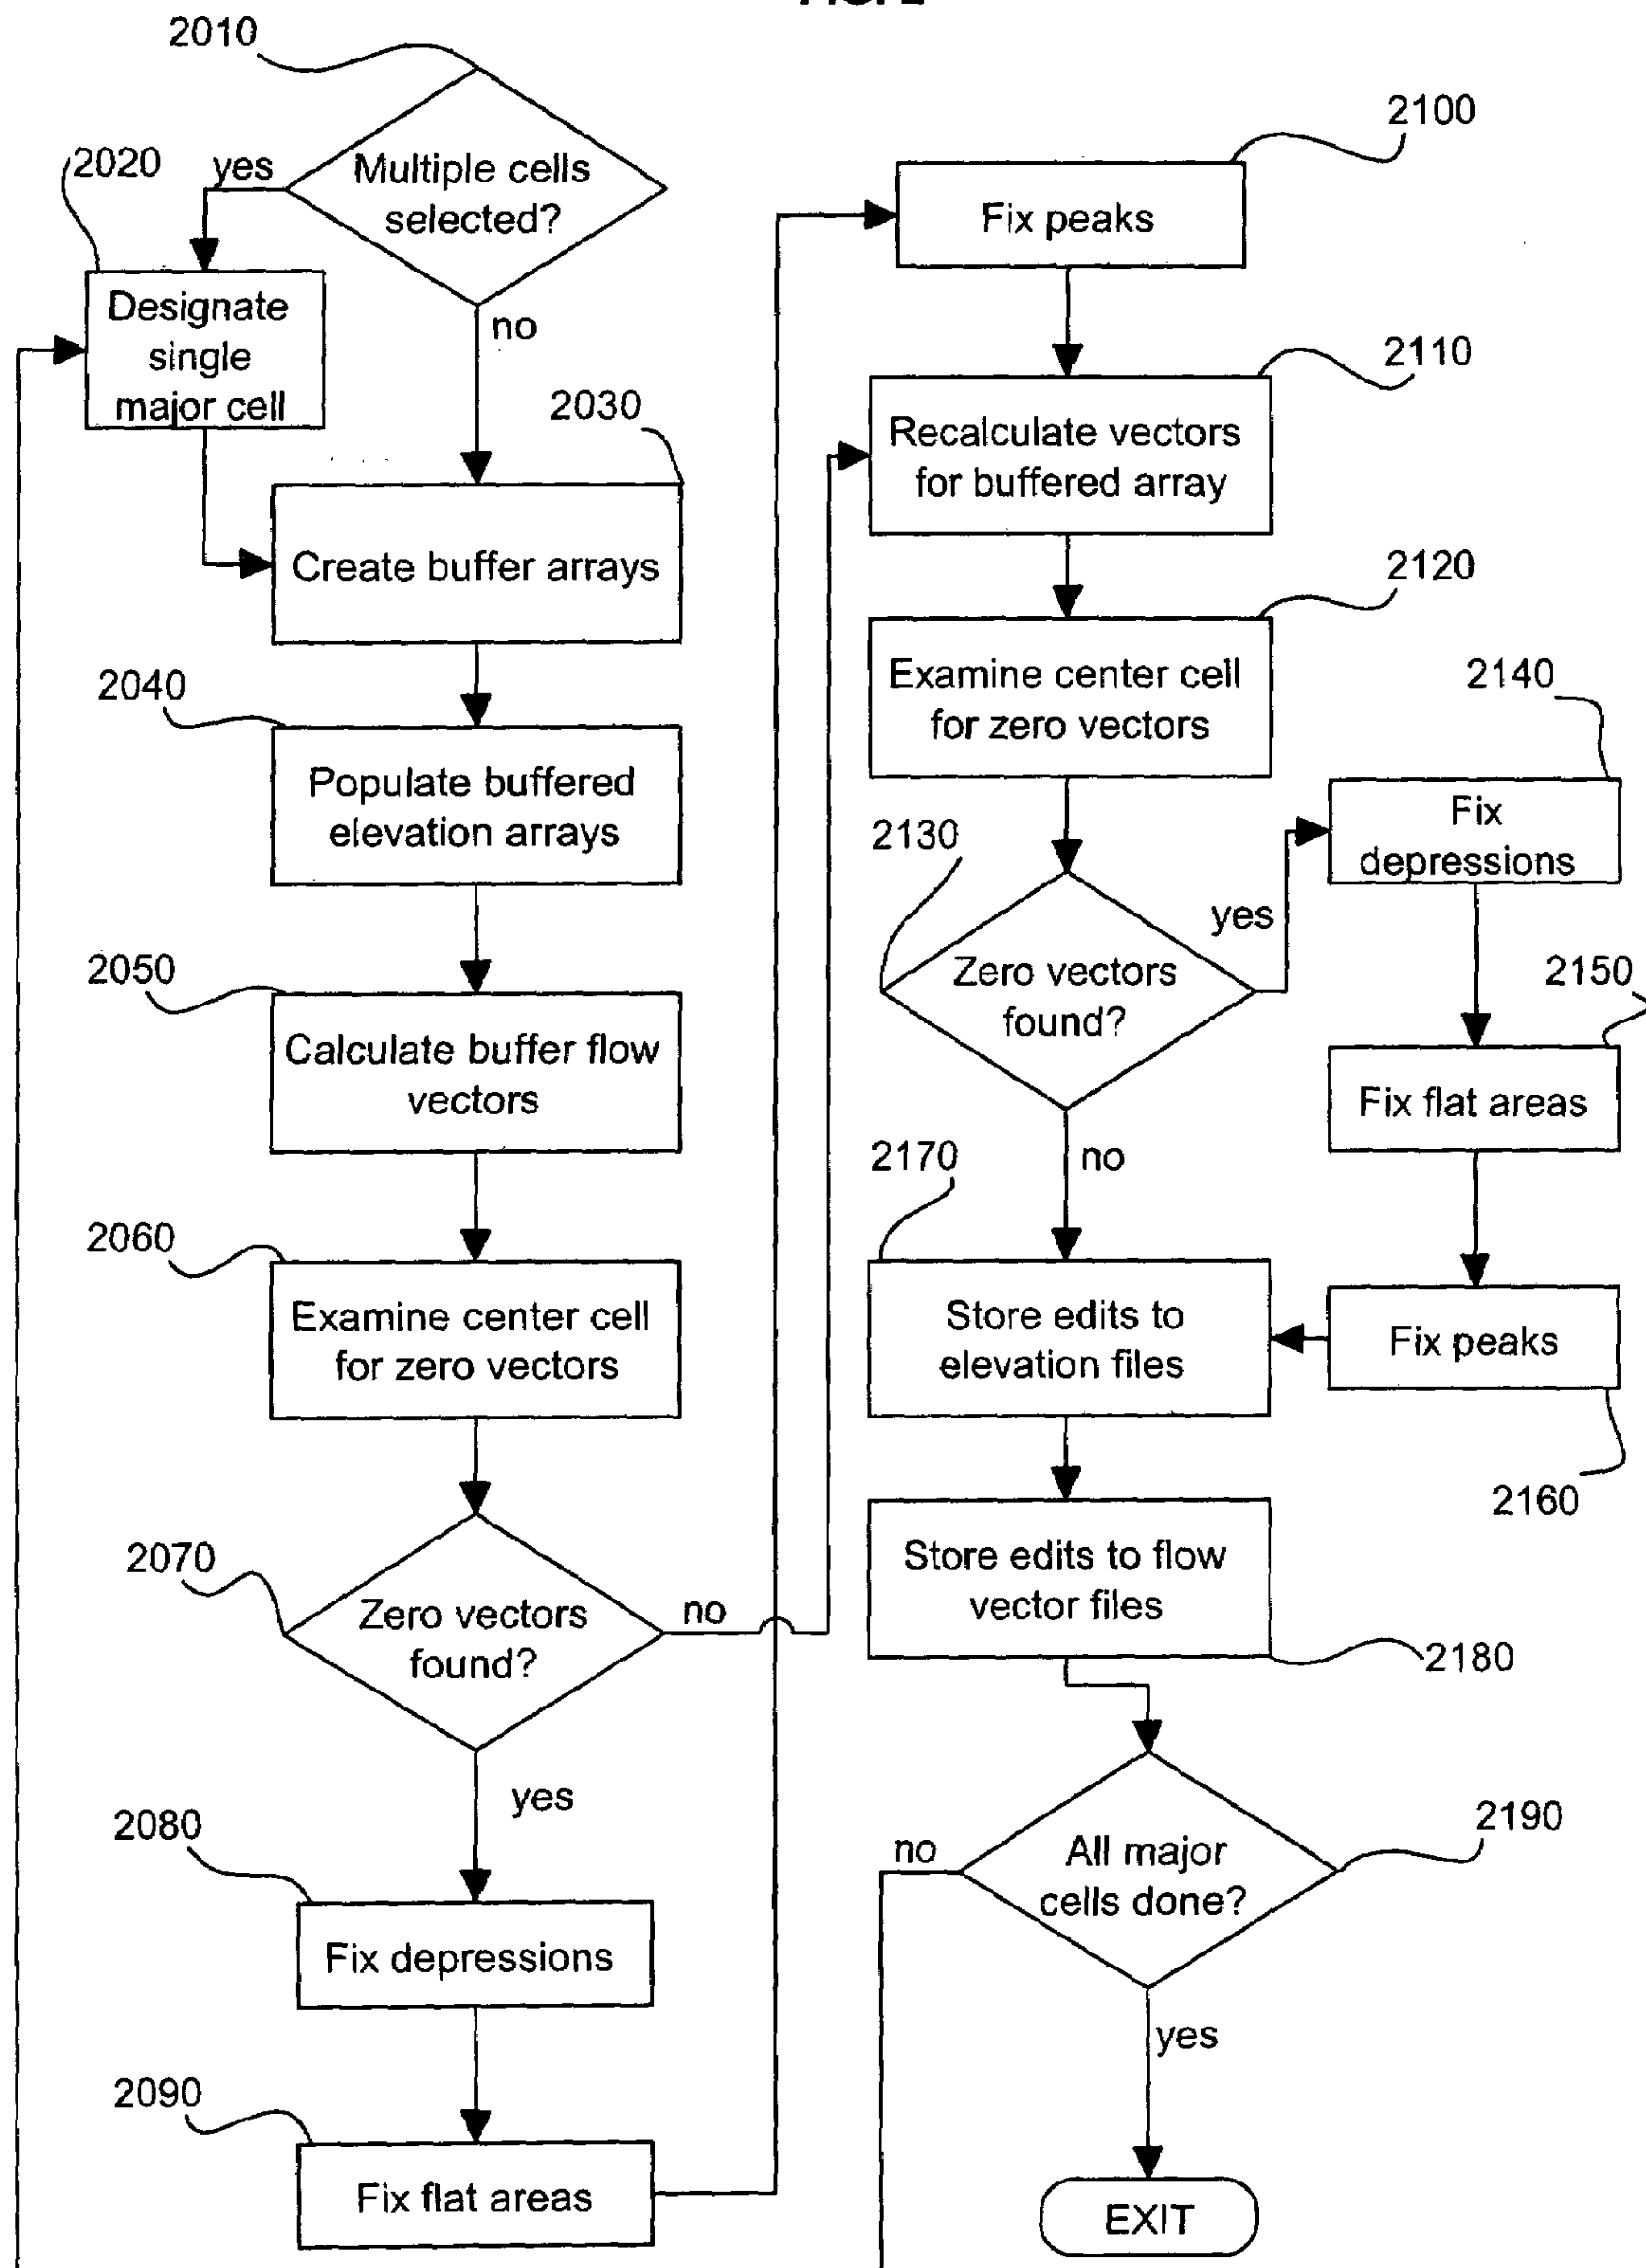 2010
Multiple cells
selected?
yes
no
2020
Designate
single
major cell
2030
Create buffer arrays
2040
Populate buffered
elevation arrays
2050
Calculate buffer flow
vectors
2060
Examine center cell
for zero vectors
2070
Zero vectors
found?
no
yes
2080
Fix depressions
2090
Fix flat areas
2100
Fix peaks
2110
Recalculate vectors
for buffered array
2120
Examine center cell
for zero vectors
2130
Zero vectors
found?
yes
no
2140
Fix
depressions
2150
Fix flat areas
2160
Fix peaks
2170
Store edits to
elevation files
2180
Store edits to flow
vector files
2190
All major
cells done?
no
yes
EXIT